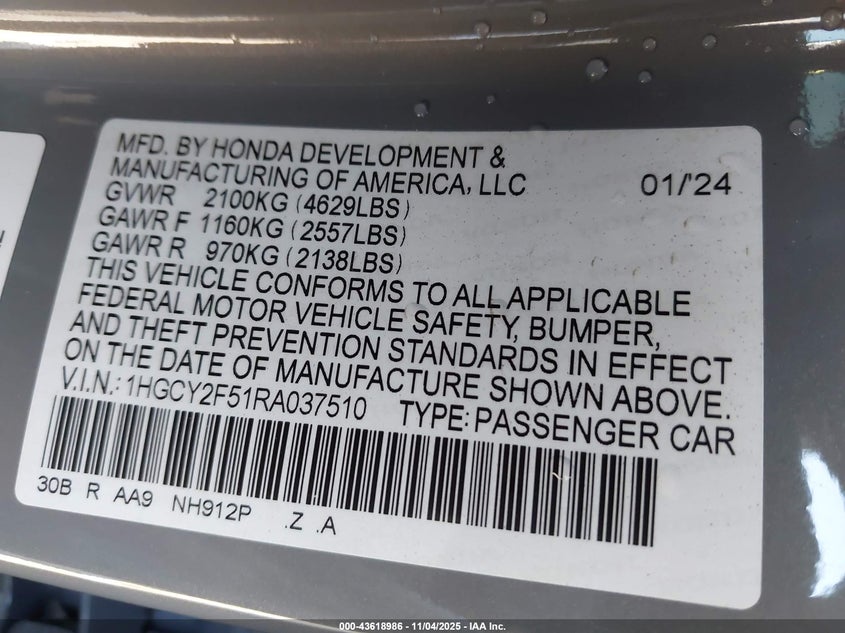 MFD. BY HONDA DEVELOPMENT &
MANUFACTURING OF AMERICA, LLC 01/'24
GVWR 2100KG (4629LBS)
GAWR F 1160KG (2557LBS)
GAWR R 970KG (2138LBS)
THIS VEHICLE CONFORMS TO ALL APPLICABLE
FEDERAL MOTOR VEHICLE SAFETY, BUMPER,
AND THEFT PREVENTION STANDARDS IN EFFECT
ON THE DATE OF MANUFACTURE SHOWN ABOVE.
V.I.N.: 1HGCY2F51RA037510 TYPE: PASSENGER CAR
30B R AA9 NH912P .Z .A
000-43618986 - 11/04/2025 - IAA Inc.